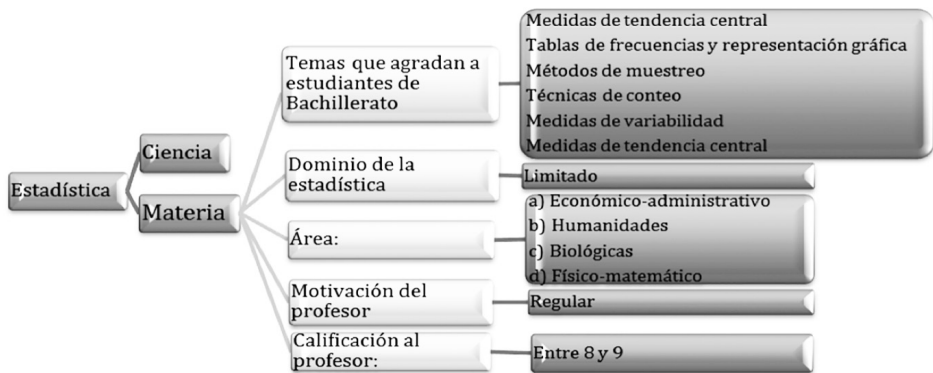 Estadística
Ciencia
Materia
Temas que agradan a
estudiantes de
Bachillerato
Medidas de tendencia central
Tablas de frecuencias y representación gráfica
Métodos de muestreo
Técnicas de conteo
Medidas de variabilidad
Medidas de tendencia central
Dominio de la
estadística
Limitado
Área:
a) Económico-administrativo
b) Humanidades
c) Biológicas
d) Físico-matemático
Motivación del
profesor
Regular
Calificación al
profesor:
Entre 8 y 9